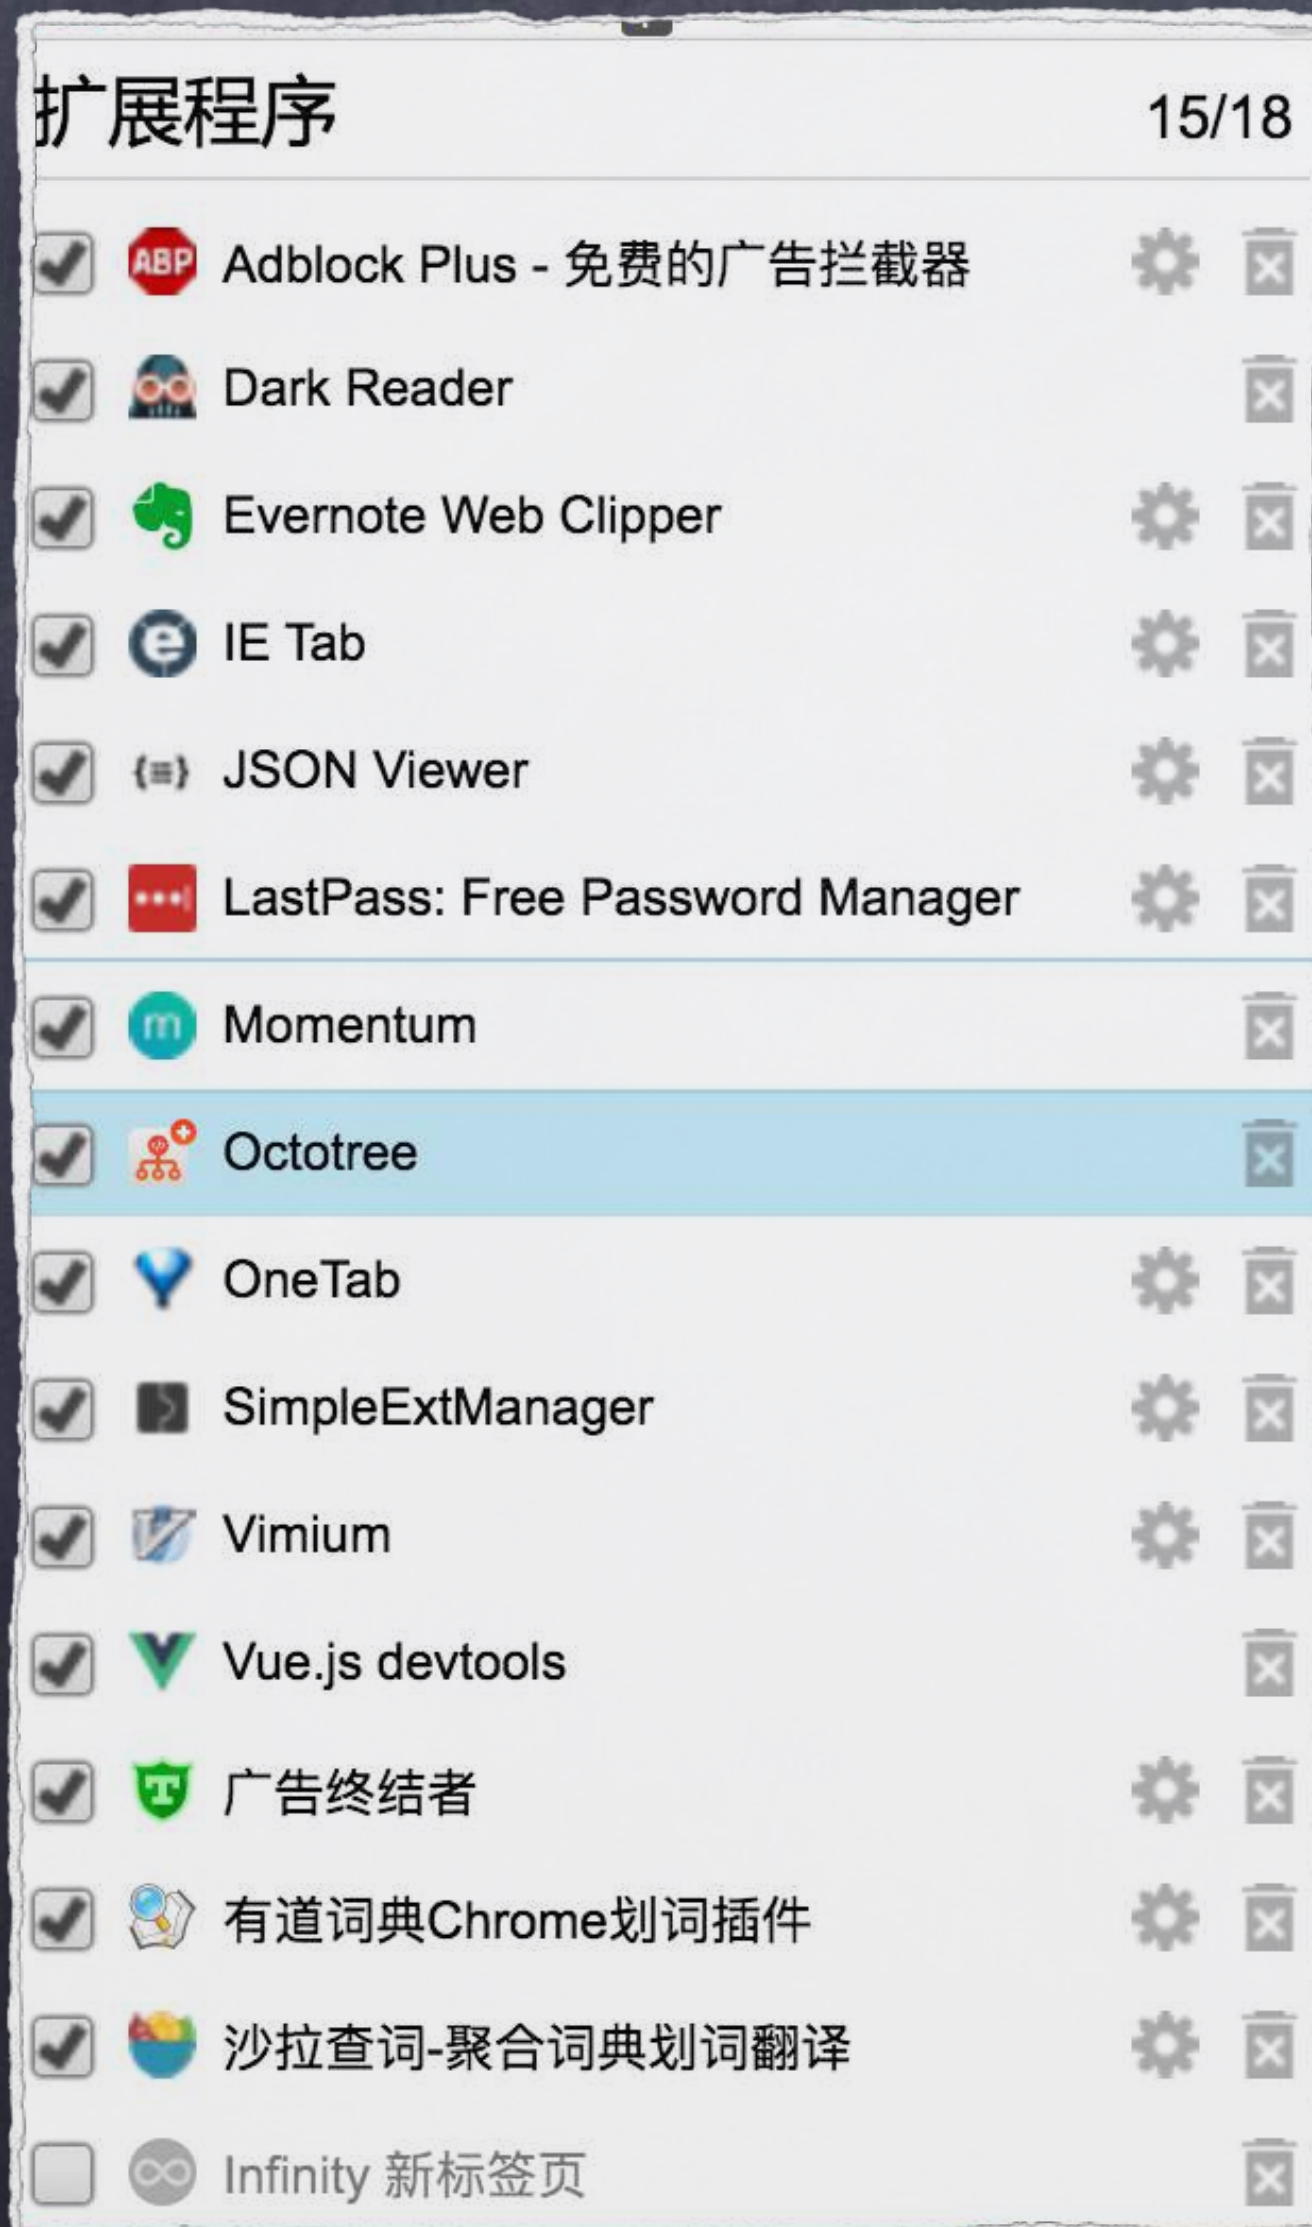 扩展程序 15/18
ABP Adblock Plus - 免费的广告拦截器
Dark Reader
Evernote Web Clipper
IE Tab
JSON Viewer
LastPass: Free Password Manager
m Momentum
Octotree
OneTab
SimpleExtManager
Vimium
Vue.js devtools
T 广告终结者
有道词典Chrome划词插件
沙拉查词-聚合词典划词翻译
Infinity 新标签页